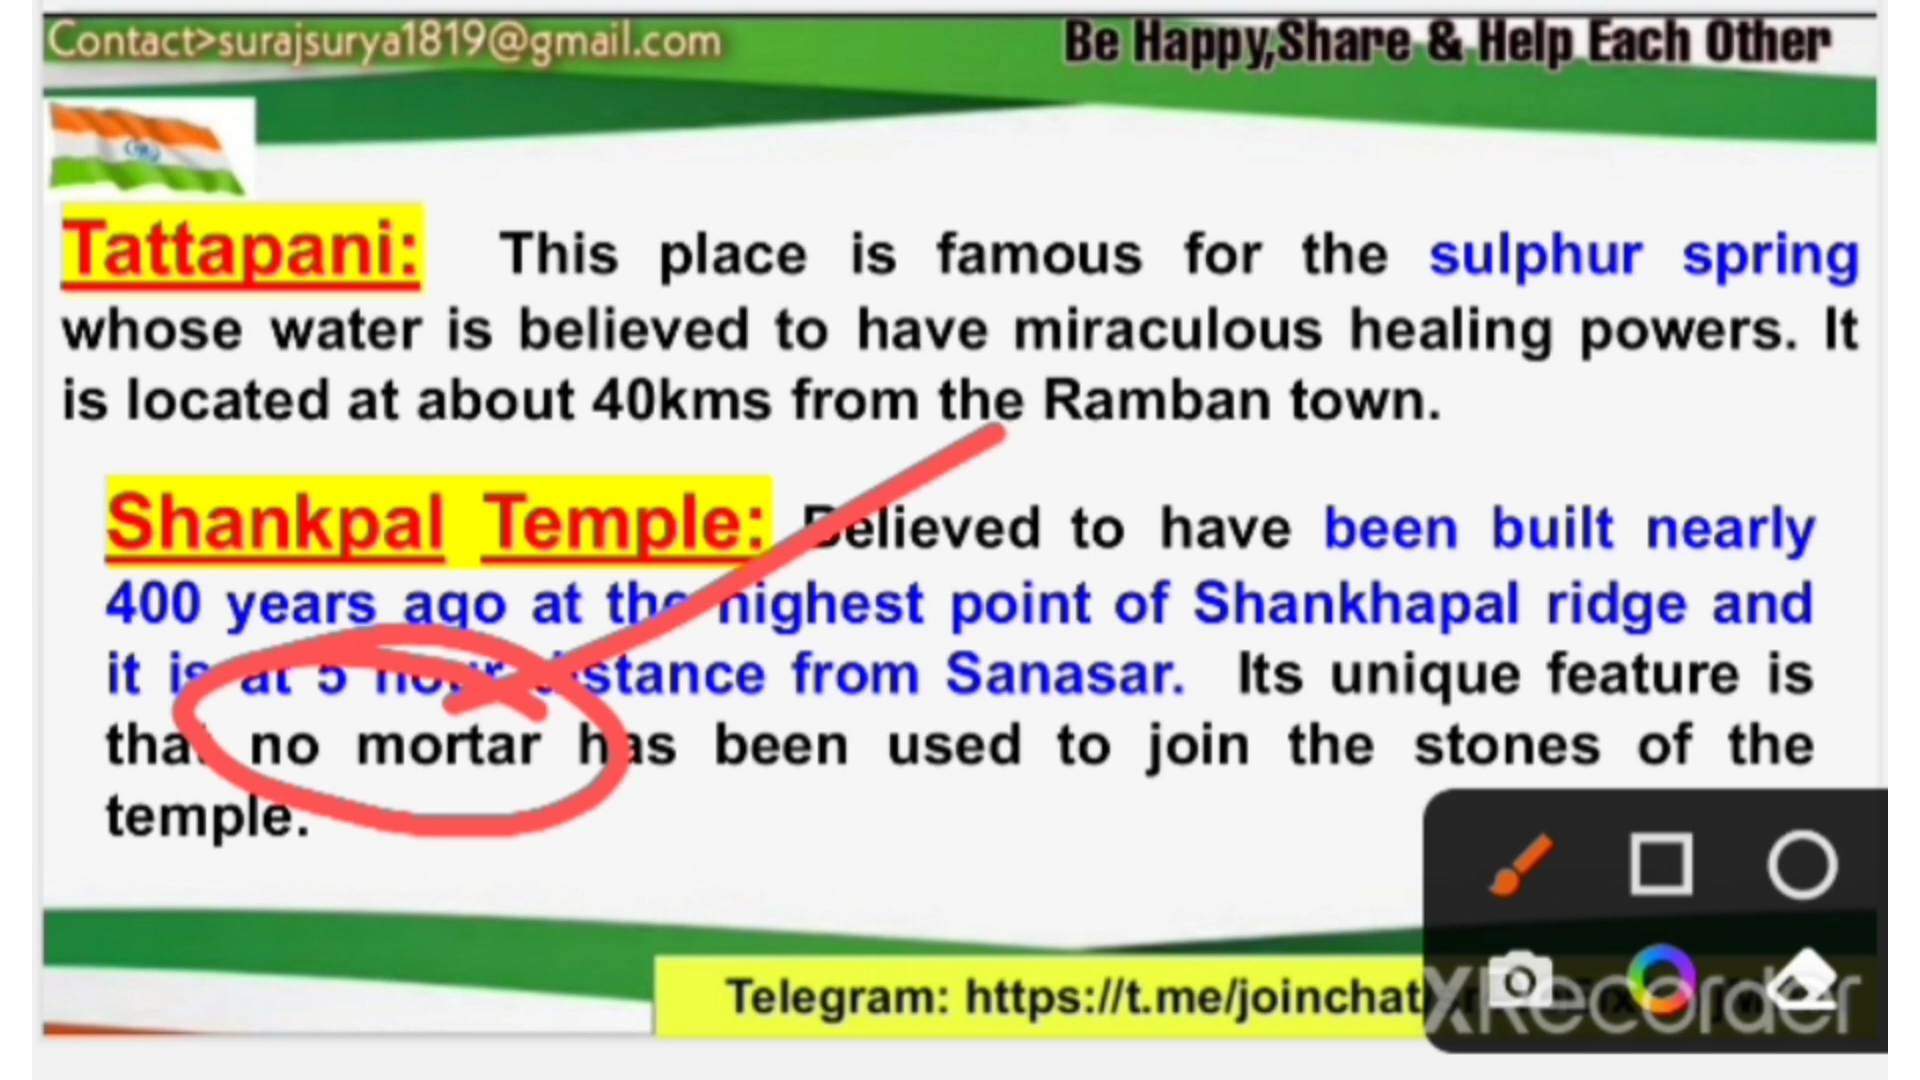 Contact>surajsurya1819@gmail.com
Be Happy,Share & Help Each Other
Tattapani: This place is famous for the sulphur spring
whose water is believed to have miraculous healing powers. It
is located at about 40kms from the Ramban town.
Shankpal Temple: Believed to have been built nearly
400 years ago at the highest point of Shankhapal ridge and
it is at 5 hour distance from Sanasar. Its unique feature is
that no mortar has been used to join the stones of the
temple.
Telegram: https://t.me/joinchat
XRecorder